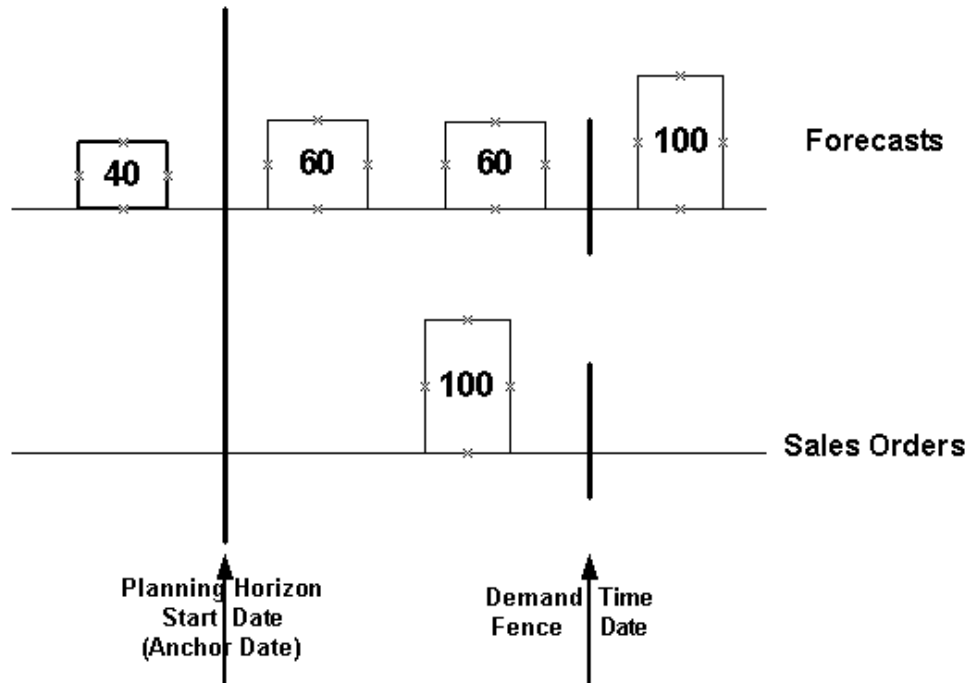 40
60
60
100
Forecasts
100
Sales Orders
Planning Horizon
Start Date
(Anchor Date)
Demand Time
Fence Date